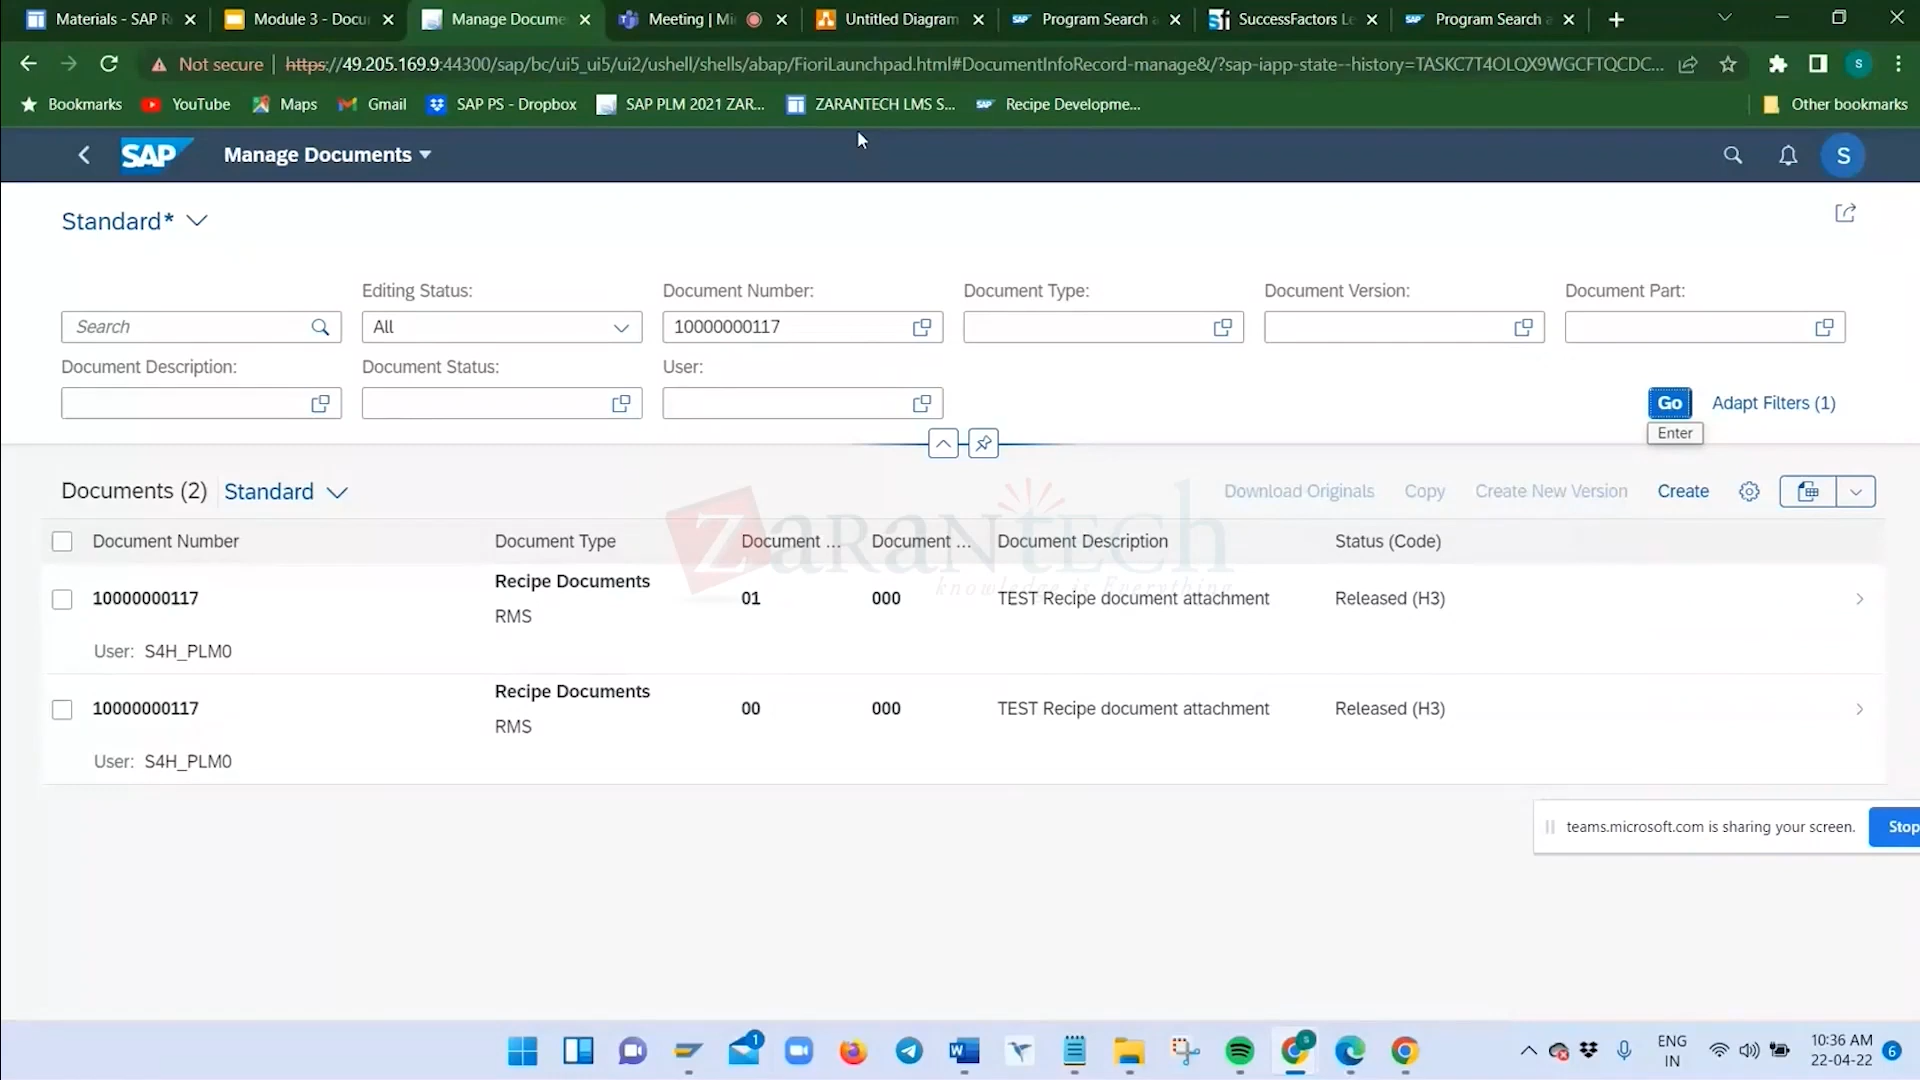 Materials - SAP R
Module 3 - Docu
Manage Docume
Meeting | Mi
Untitled Diagram
Program Search a
SuccessFactors Le
Program Search a
Not secure
https://49.205.169.9:44300/sap/bc/ui5_ui5/ui2/ushell/shells/abap/FioriLaunchpad.html#DocumentInfoRecord-manage&/?sap-iapp-state--history=TASKC7T4OLQX9WGCFTQCDC...
S
Bookmarks
YouTube
Maps
Gmail
SAP PS - Dropbox
SAP PLM 2021 ZAR...
ZARANTECH LMS S...
Recipe Developme...
Other bookmarks
SAP
Manage Documents
S
Standard*
Editing Status:
Document Number:
Document Type:
Document Version:
Document Part:
Search
All
10000000117
Document Description:
Document Status:
User:
Go
Adapt Filters (1)
Enter
Documents (2)
Standard
Download Originals
Copy
Create New Version
Create
zaranTech
knowledge is Everything
Document Number
Document Type
Document ...
Document ...
Document Description
Status (Code)
10000000117
Recipe Documents
RMS
01
000
TEST Recipe document attachment
Released (H3)
User: S4H_PLM0
10000000117
Recipe Documents
RMS
00
000
TEST Recipe document attachment
Released (H3)
User: S4H_PLM0
teams.microsoft.com is sharing your screen.
Stop
1
S
ENG
IN
10:36 AM
22-04-22
6